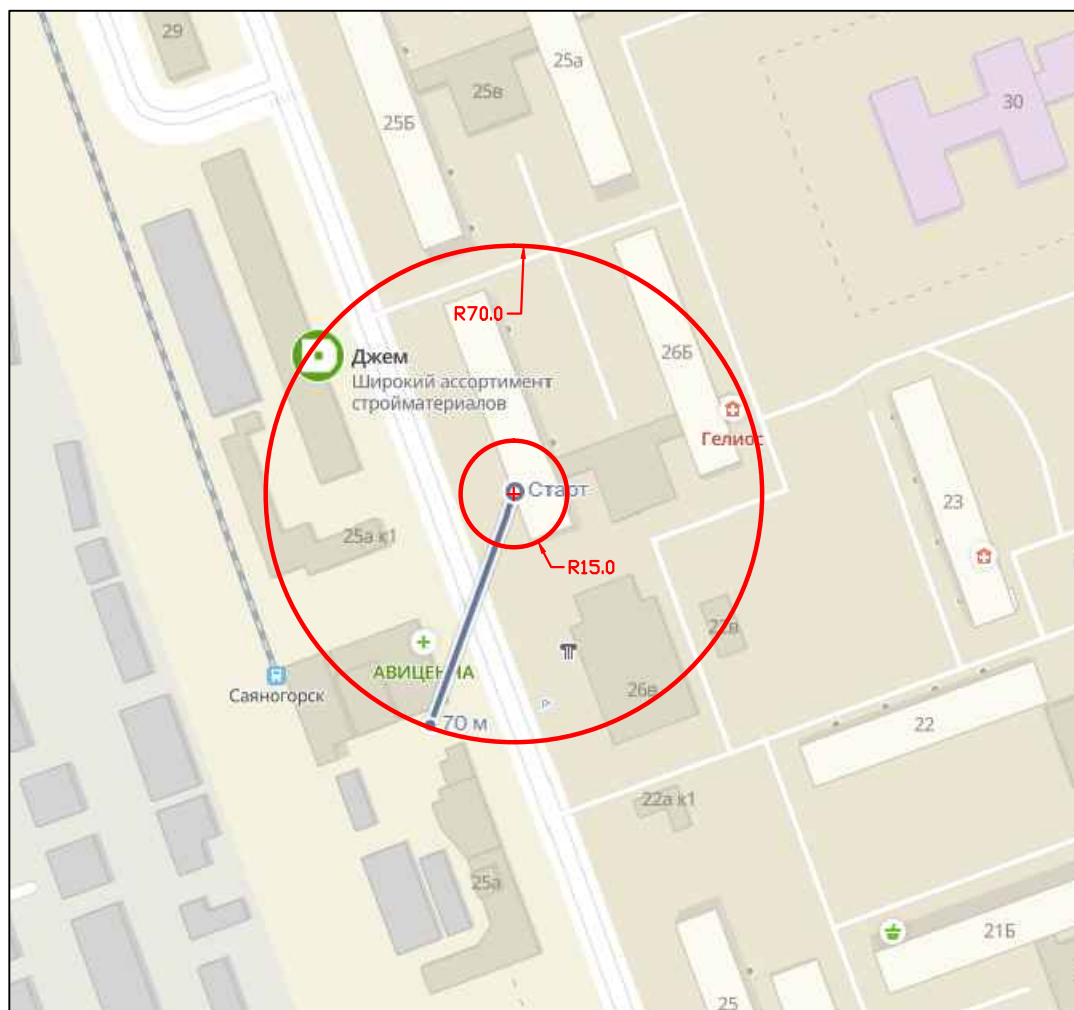 29
25а
25в
30
25Б
R70.0
26Б
Джем
Широкий ассортимент
стройматериалов
Гелиос
Старт
23
25а к1
R15.0
22в
АВИЦЕННА
26в
Саяногорск
P
70 м
22
22а к1
25а
21Б
25